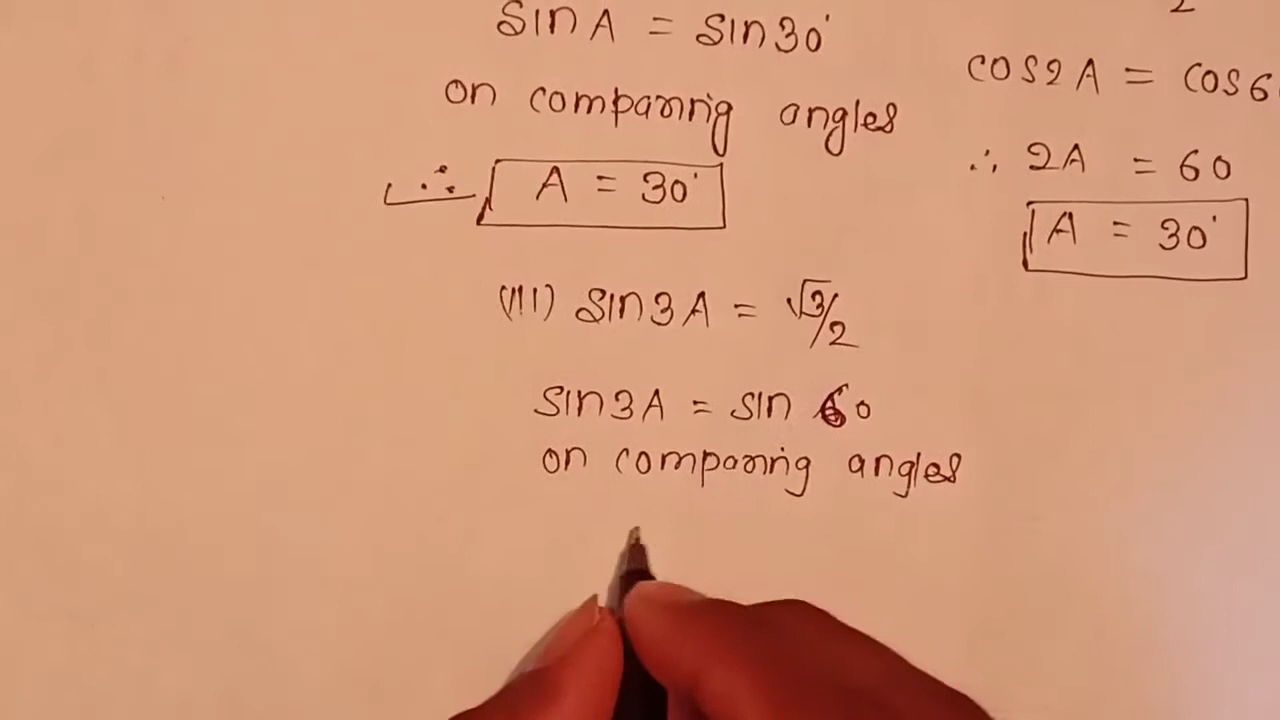 sin A = sin 30°
on comparing angles
∴ A = 30°
2
cos 2A = cos 6
∴ 2A = 60
A = 30°
(III) sin 3A = √3/2
sin 3A = sin 60
on comparing angles